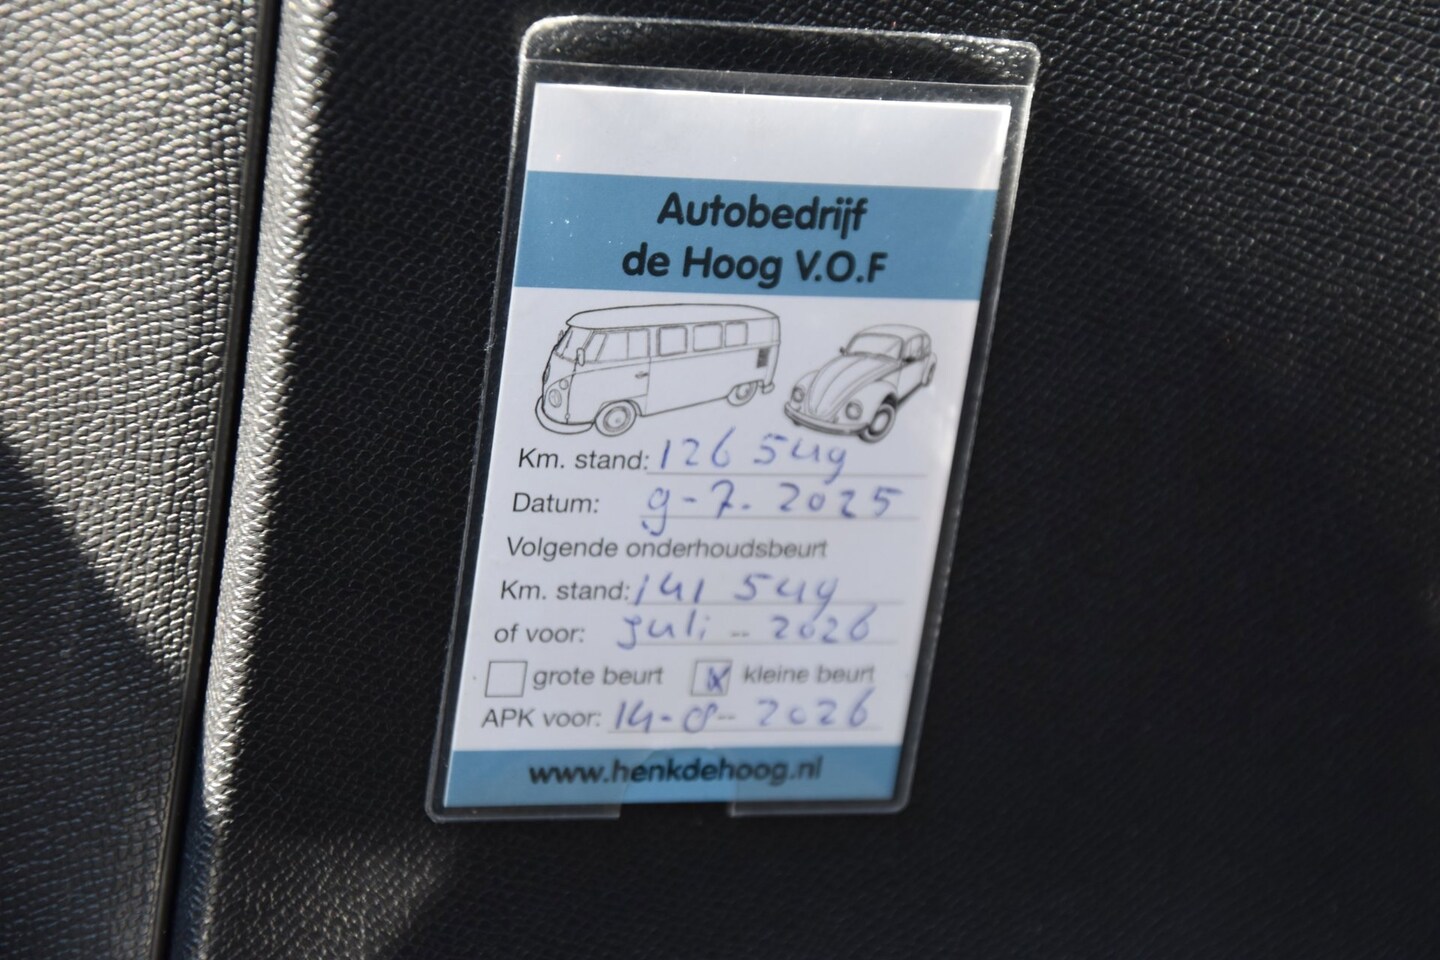 Autobedrijf
de Hoog V.O.F
Km. stand: 126 549
Datum: 9-7-2025
Volgende onderhoudsbeurt
Km. stand: 141 549
of voor: juli - 2026
grote beurt x kleine beurt
APK voor: 14-8-2026
www.henkdehoog.nl